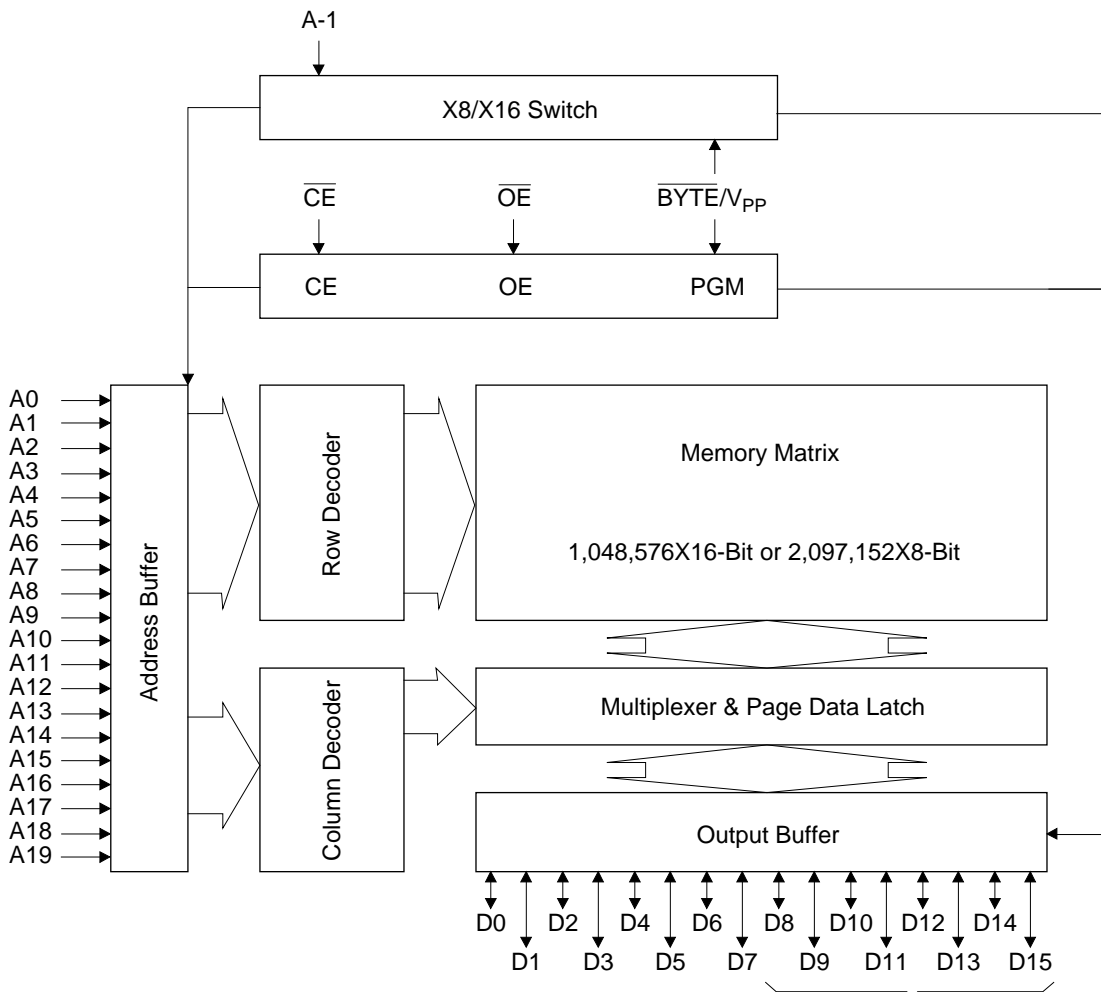 A-1
X8/X16 Switch
C̅E̅ O̅E̅ B̅Y̅T̅E̅/VPP
CE OE PGM
A0
A1
A2
A3
A4
A5
A6
A7
A8
A9
A10
A11
A12
A13
A14
A15
A16
A17
A18
A19
Address Buffer
Row Decoder
Memory Matrix
1,048,576X16-Bit or 2,097,152X8-Bit
Column Decoder
Multiplexer & Page Data Latch
Output Buffer
D0 D2 D4 D6 D8 D10 D12 D14
D1 D3 D5 D7 D9 D11 D13 D15